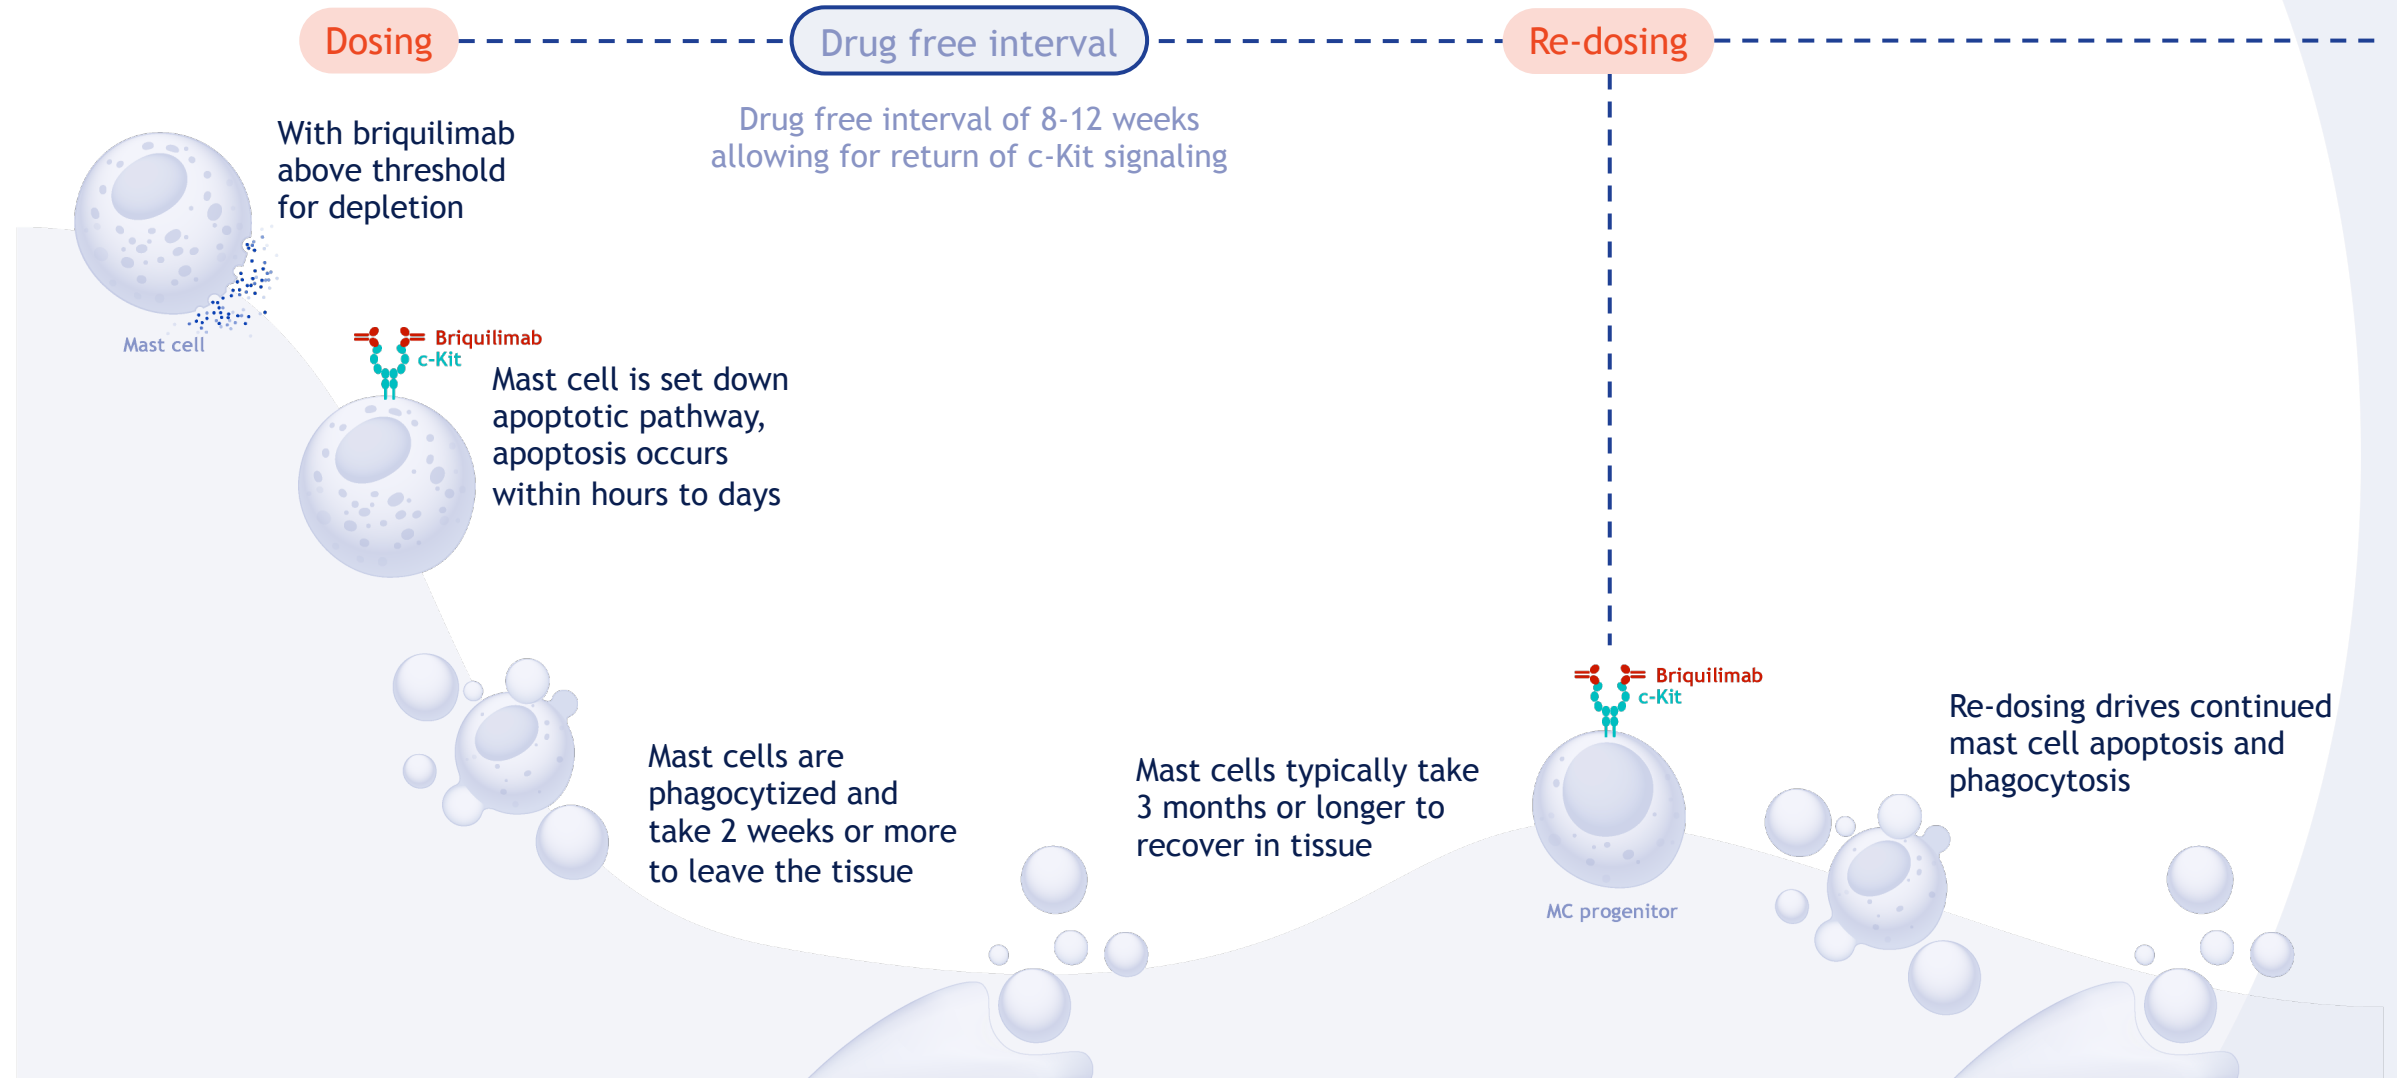 Dosing
Drug free interval
Re-dosing
With briquilimab
above threshold
for depletion
Drug free interval of 8-12 weeks
allowing for return of c-Kit signaling
Mast cell
Briquilimab
c-Kit
Mast cell is set down
apoptotic pathway,
apoptosis occurs
within hours to days
Mast cells are
phagocytized and
take 2 weeks or more
to leave the tissue
Mast cells typically take
3 months or longer to
recover in tissue
Briquilimab
c-Kit
MC progenitor
Re-dosing drives continued
mast cell apoptosis and
phagocytosis